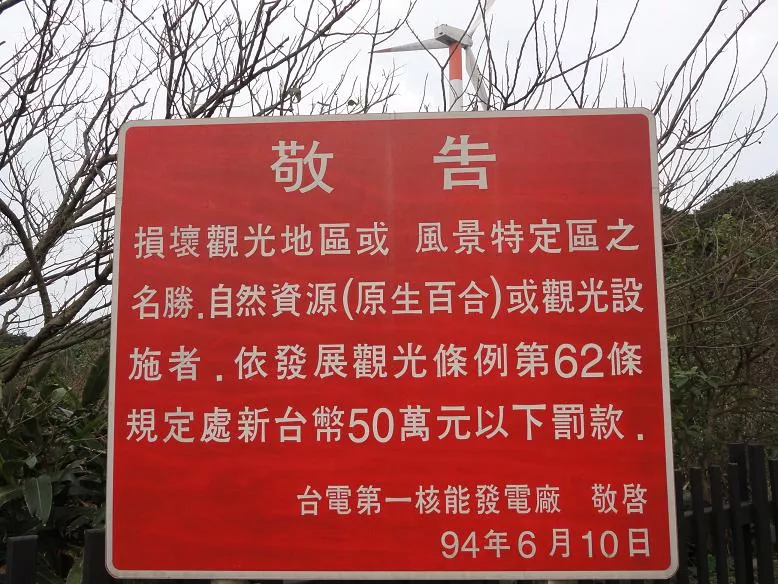 敬 告
損壞觀光地區或 風景特定區之
名勝.自然資源(原生百合)或觀光設
施者.依發展觀光條例第62條
規定處新台幣50萬元以下罰款.
台電第一核能發電廠 敬啓
94年6月10日